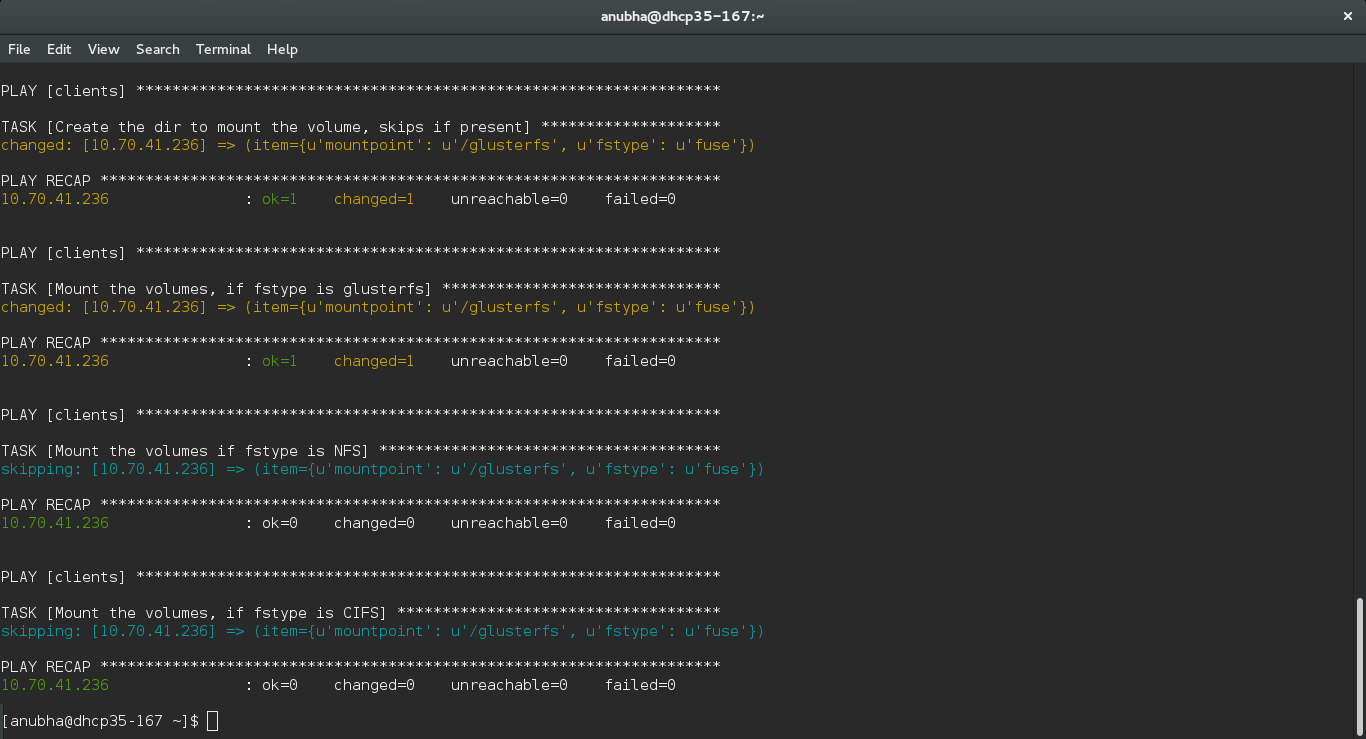 anubha@dhcp35-167:~
File Edit View Search Terminal Help
PLAY [clients] *****************************************************************
TASK [Create the dir to mount the volume, skips if present] ********************
changed: [10.70.41.236] => (item={u'mountpoint': u'/glusterfs', u'fstype': u'fuse'})
PLAY RECAP *********************************************************************
10.70.41.236               : ok=1    changed=1    unreachable=0    failed=0
PLAY [clients] *****************************************************************
TASK [Mount the volumes, if fstype is glusterfs] *******************************
changed: [10.70.41.236] => (item={u'mountpoint': u'/glusterfs', u'fstype': u'fuse'})
PLAY RECAP *********************************************************************
10.70.41.236               : ok=1    changed=1    unreachable=0    failed=0
PLAY [clients] *****************************************************************
TASK [Mount the volumes if fstype is NFS] **************************************
skipping: [10.70.41.236] => (item={u'mountpoint': u'/glusterfs', u'fstype': u'fuse'})
PLAY RECAP *********************************************************************
10.70.41.236               : ok=0    changed=0    unreachable=0    failed=0
PLAY [clients] *****************************************************************
TASK [Mount the volumes, if fstype is CIFS] ************************************
skipping: [10.70.41.236] => (item={u'mountpoint': u'/glusterfs', u'fstype': u'fuse'})
PLAY RECAP *********************************************************************
10.70.41.236               : ok=0    changed=0    unreachable=0    failed=0
[anubha@dhcp35-167 ~]$